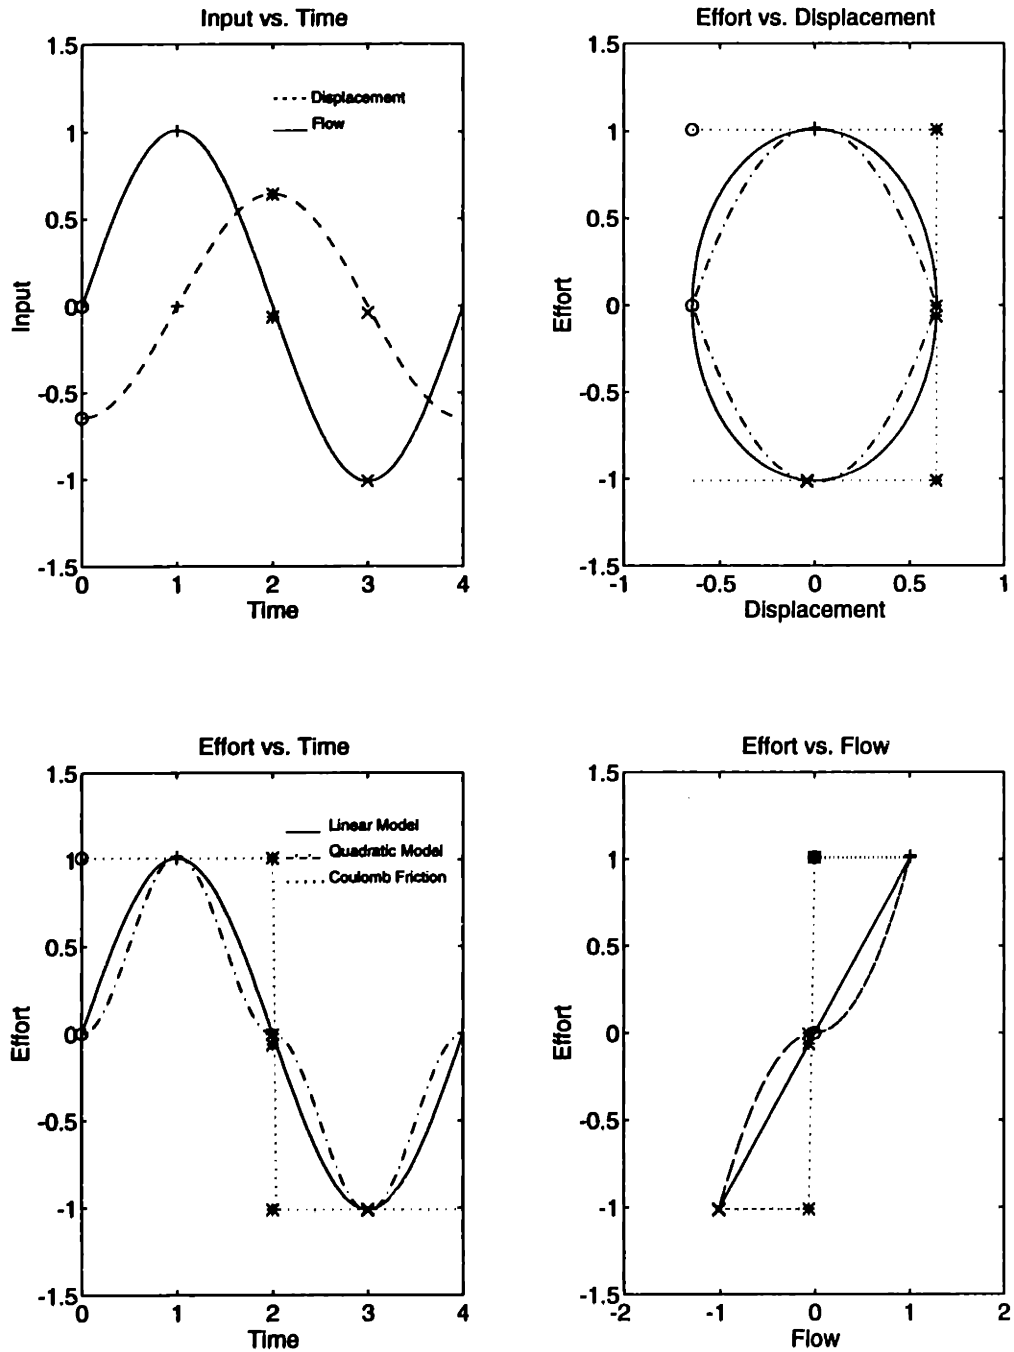 Input vs. Time
1.5
1
0.5
0
-0.5
-1
-1.5
Input
Displacement
Flow
0 1 2 3 4
Time
Effort vs. Displacement
1.5
1
0.5
0
-0.5
-1
-1.5
Effort
-1 -0.5 0 0.5 1
Displacement
Effort vs. Time
1.5
1
0.5
0
-0.5
-1
-1.5
Effort
Linear Model
Quadratic Model
Coulomb Friction
0 1 2 3 4
Time
Effort vs. Flow
1.5
1
0.5
0
-0.5
-1
-1.5
Effort
-2 -1 0 1 2
Flow